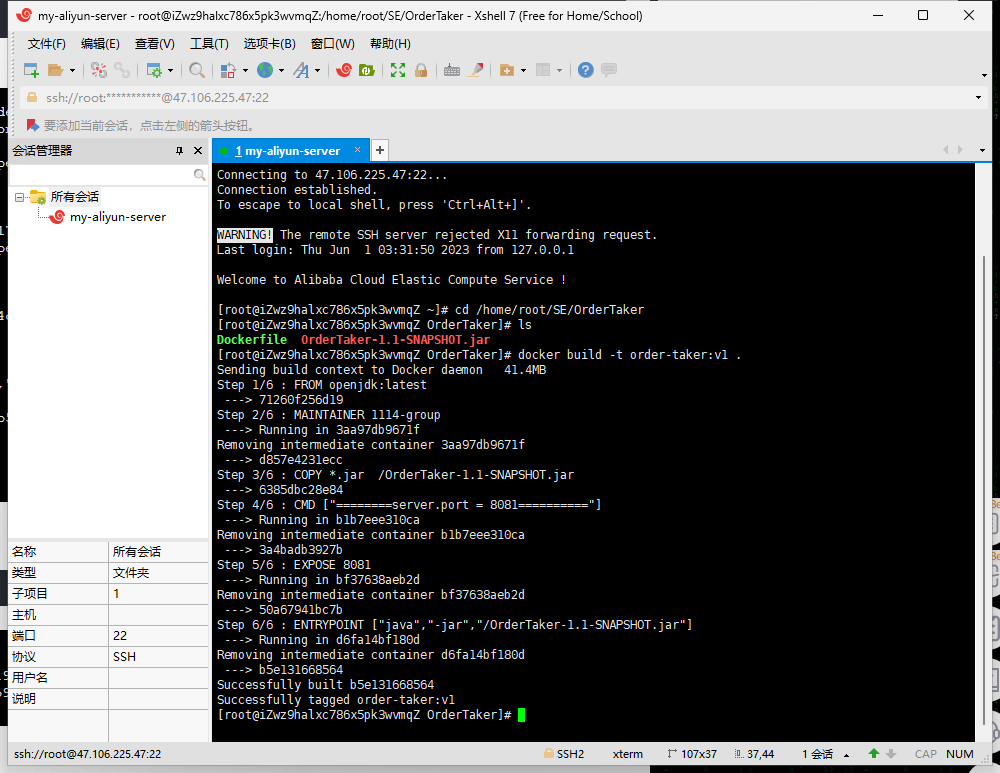 my-aliyun-server - root@iZwz9halxc786x5pk3wvmqZ:/home/root/SE/OrderTaker - Xshell 7 (Free for Home/School)
文件(F) 编辑(E) 查看(V) 工具(T) 选项卡(B) 窗口(W) 帮助(H)
ssh://root:***********@47.106.225.47:22
要添加当前会话，点击左侧的箭头按钮。
会话管理器
1 my-aliyun-server
所有会话
my-aliyun-server
名称 所有会话
类型 文件夹
子项目 1
主机
端口 22
协议 SSH
用户名
说明
Connecting to 47.106.225.47:22...
Connection established.
To escape to local shell, press 'Ctrl+Alt+]'.
WARNING! The remote SSH server rejected X11 forwarding request.
Last login: Thu Jun  1 03:31:50 2023 from 127.0.0.1
Welcome to Alibaba Cloud Elastic Compute Service !
[root@iZwz9halxc786x5pk3wvmqZ ~]# cd /home/root/SE/OrderTaker
[root@iZwz9halxc786x5pk3wvmqZ OrderTaker]# ls
Dockerfile  OrderTaker-1.1-SNAPSHOT.jar
[root@iZwz9halxc786x5pk3wvmqZ OrderTaker]# docker build -t order-taker:v1 .
Sending build context to Docker daemon   41.4MB
Step 1/6 : FROM openjdk:latest
 ---> 71260f256d19
Step 2/6 : MAINTAINER 1114-group
 ---> Running in 3aa97db9671f
Removing intermediate container 3aa97db9671f
 ---> d857e4231ecc
Step 3/6 : COPY *.jar  /OrderTaker-1.1-SNAPSHOT.jar
 ---> 6385dbc28e84
Step 4/6 : CMD ["========server.port = 8081=========="]
 ---> Running in b1b7eee310ca
Removing intermediate container b1b7eee310ca
 ---> 3a4badb3927b
Step 5/6 : EXPOSE 8081
 ---> Running in bf37638aeb2d
Removing intermediate container bf37638aeb2d
 ---> 50a67941bc7b
Step 6/6 : ENTRYPOINT ["java","-jar","/OrderTaker-1.1-SNAPSHOT.jar"]
 ---> Running in d6fa14bf180d
Removing intermediate container d6fa14bf180d
 ---> b5e131668564
Successfully built b5e131668564
Successfully tagged order-taker:v1
[root@iZwz9halxc786x5pk3wvmqZ OrderTaker]#
ssh://root@47.106.225.47:22 SSH2 xterm 107x37 37,44 1 会话 CAP NUM